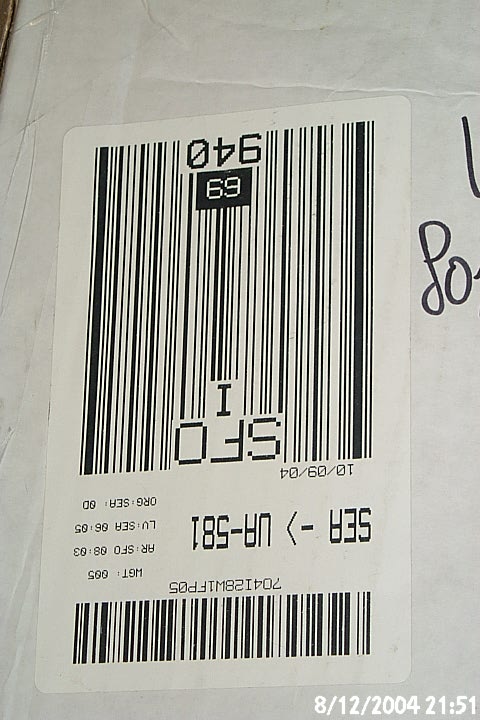 704I28W1FP05
WGT: 005
AR:SFO 08:03
LV:SEA 06:05
ORG:SEA 0D
SEA -> UA-581
10/09/04
SFO
I
69
940
8/12/2004 21:51